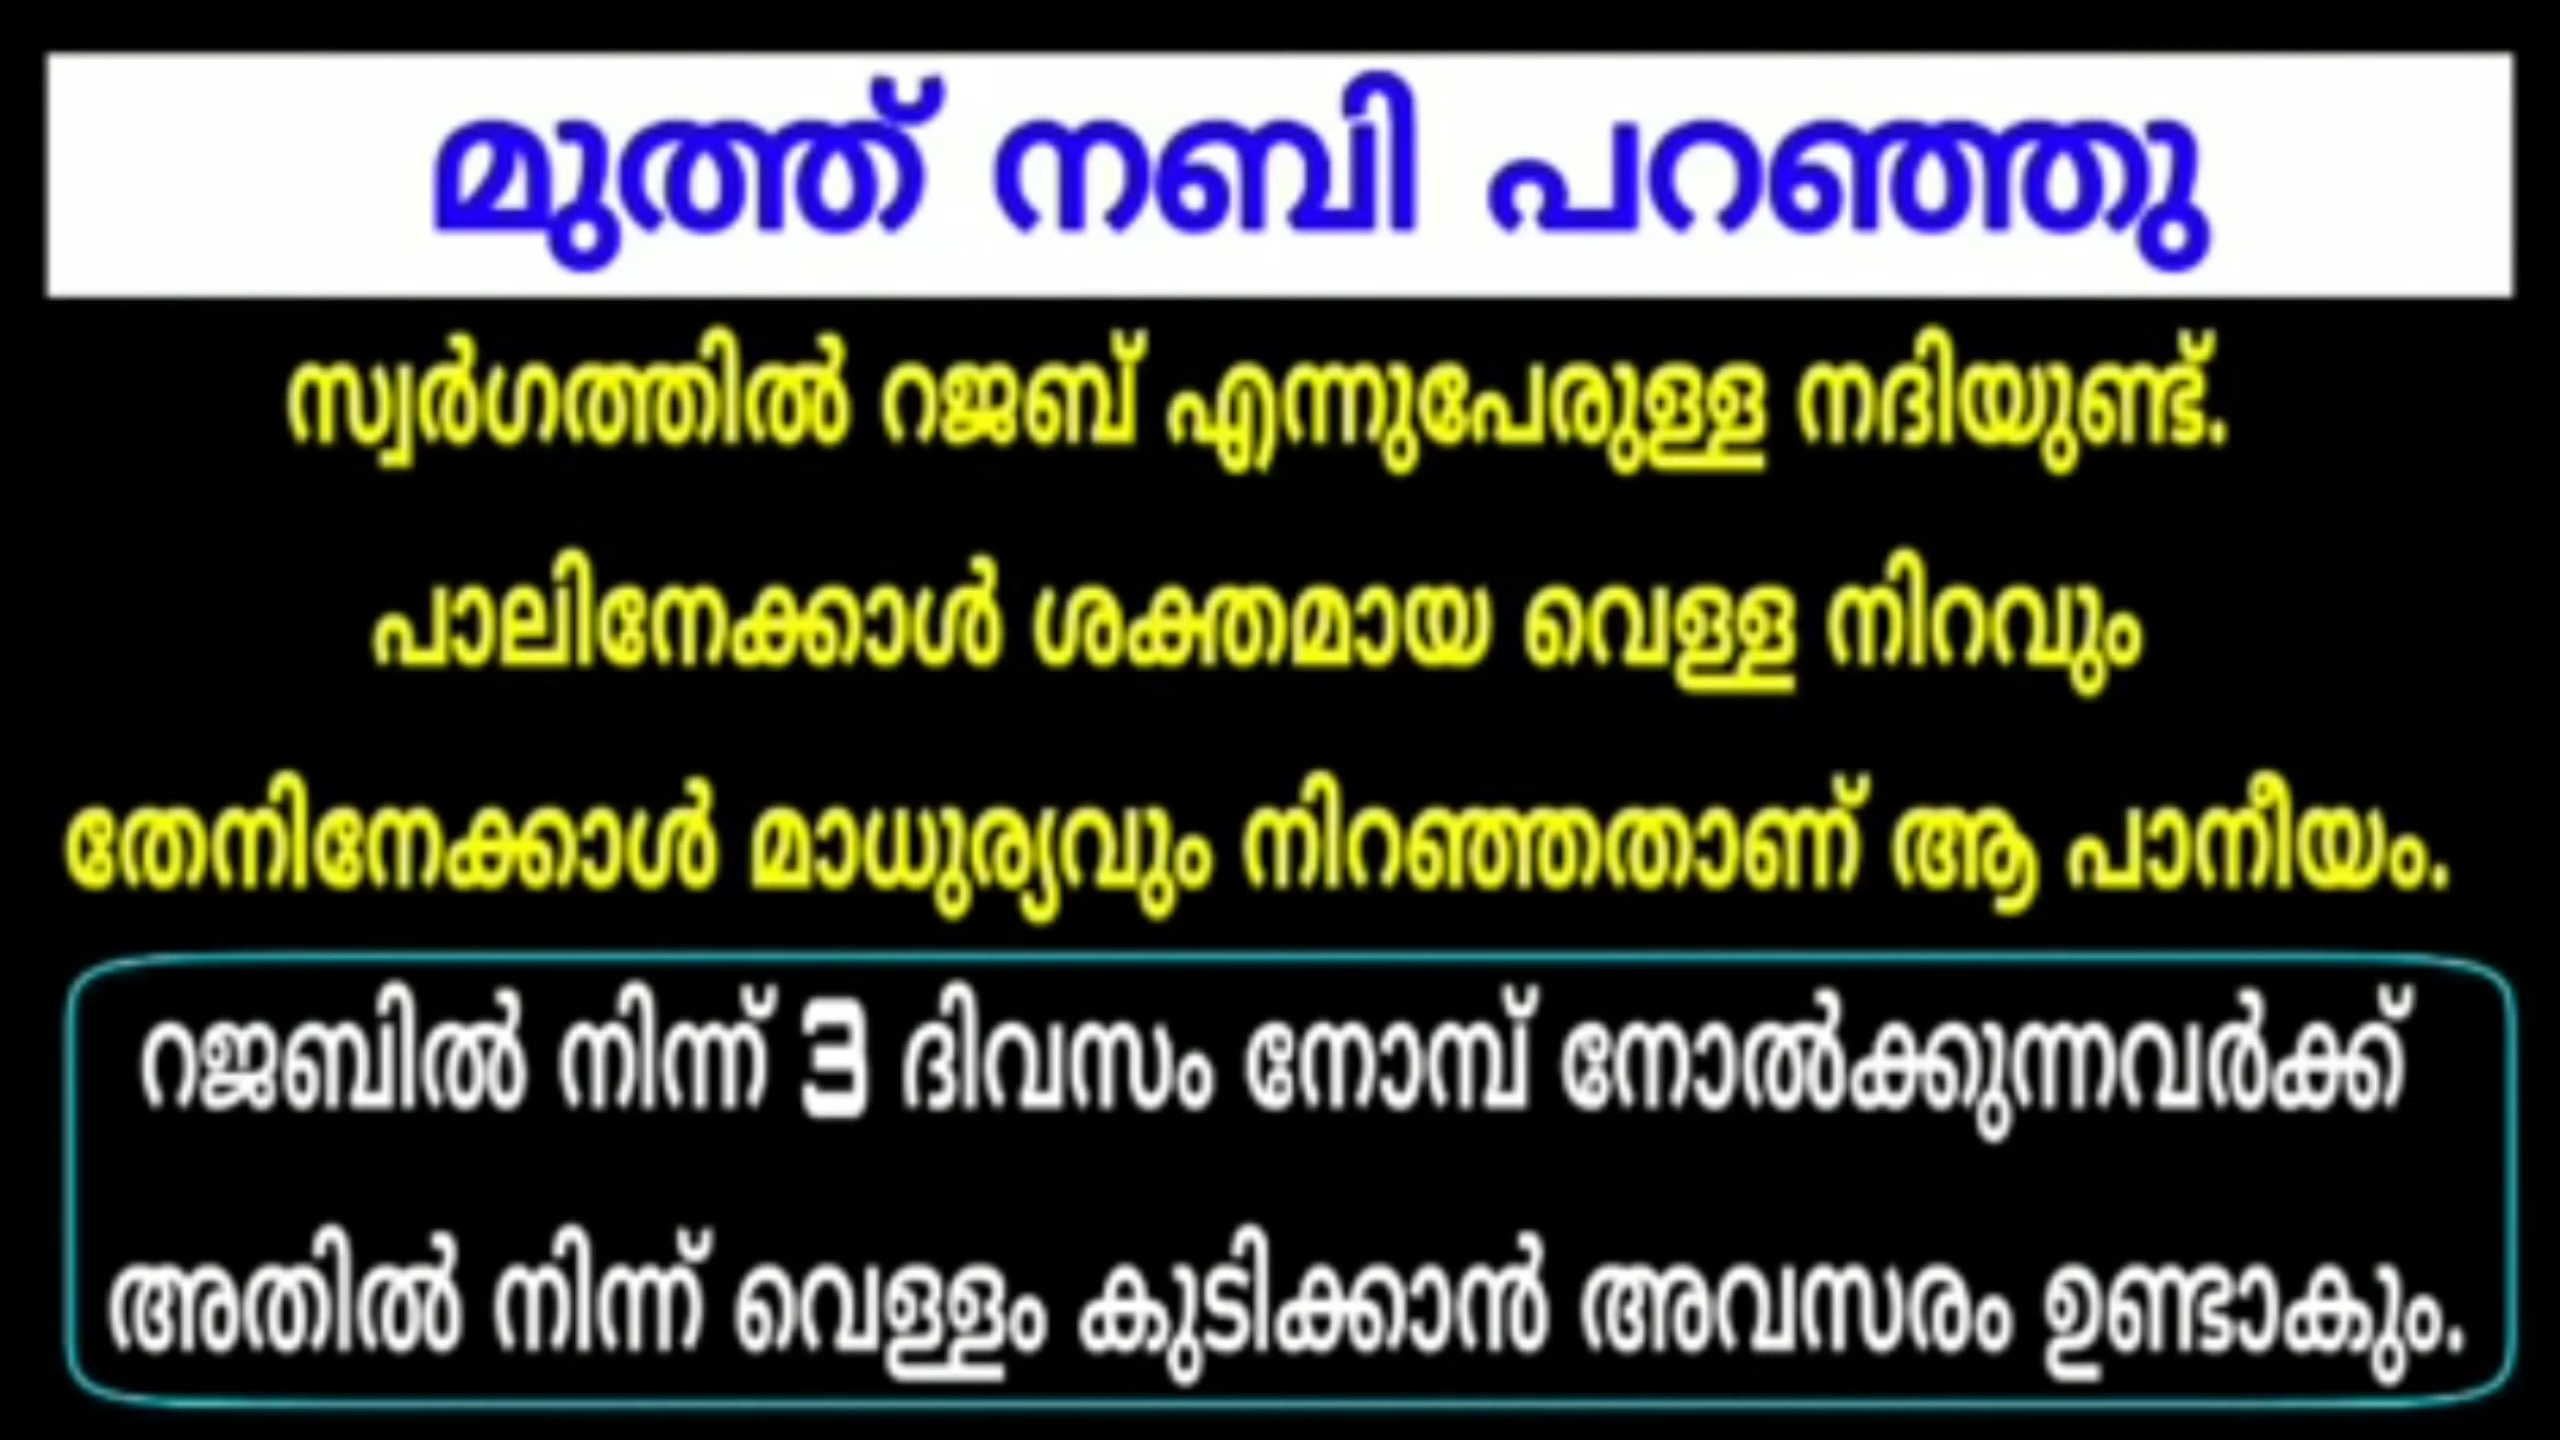 മുത്ത് നബി പറഞ്ഞു
സ്വർഗത്തിൽ റജബ് എന്നുപേരുള്ള നദിയുണ്ട്.
പാലിനേക്കാൾ ശക്തമായ വെള്ള നിറവും
തേനിനേക്കാൾ മാധുര്യവും നിറഞ്ഞതാണ് ആ പാനീയം.
റജബിൽ നിന്ന് 3 ദിവസം നോമ്പ് നോൽക്കുന്നവർക്ക്
അതിൽ നിന്ന് വെള്ളം കുടിക്കാൻ അവസരം ഉണ്ടാകും.